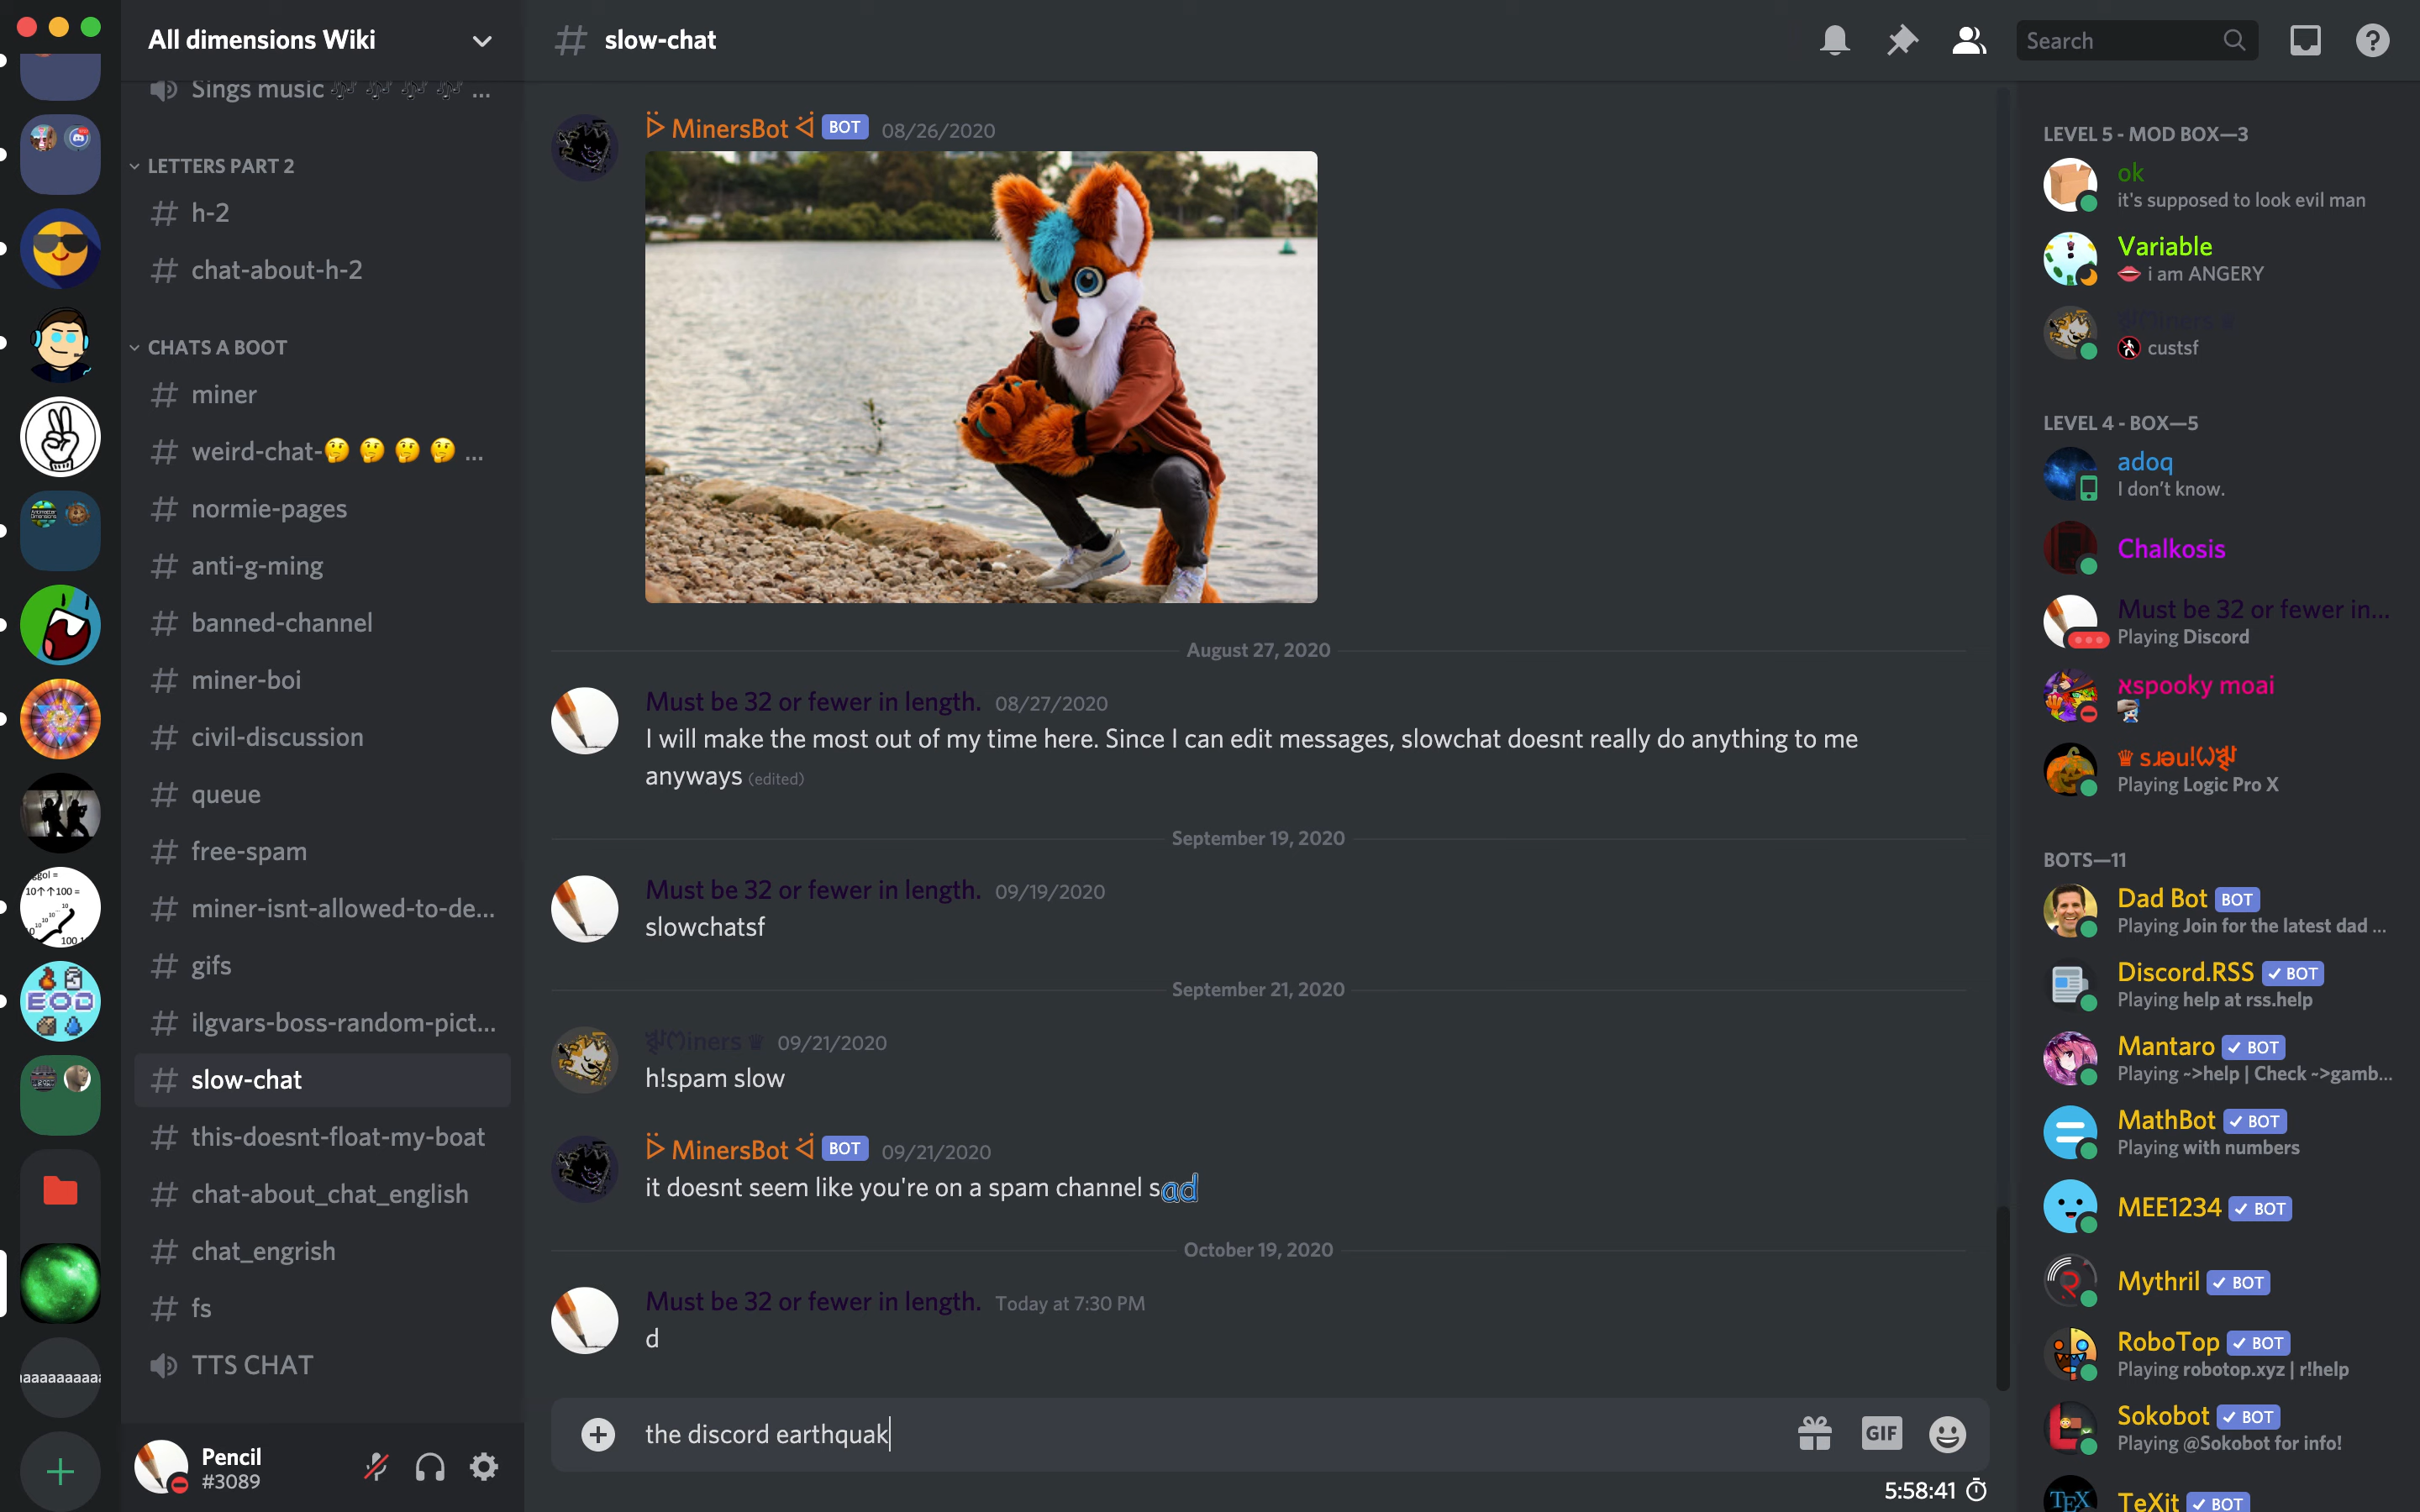 All dimensions Wiki
Sings music
...
LETTERS PART 2
h-2
chat-about-h-2
CHATS A BOOT
miner
weird-chat-🤔 🤔 🤔 🤔 ...
normie-pages
anti-g-ming
banned-channel
miner-boi
civil-discussion
queue
free-spam
miner-isnt-allowed-to-de...
gifs
ilgvars-boss-random-pict...
slow-chat
this-doesnt-float-my-boat
chat-about_chat_english
chat_engrish
fs
TTS CHAT
EOD
10↑↑100 =
Pencil
#3089
# slow-chat
Search
MinersBot BOT 08/26/2020
August 27, 2020
Must be 32 or fewer in length. 08/27/2020
I will make the most out of my time here. Since I can edit messages, slowchat doesnt really do anything to me
anyways (edited)
September 19, 2020
Must be 32 or fewer in length. 09/19/2020
slowchatsf
September 21, 2020
09/21/2020
h!spam slow
MinersBot BOT 09/21/2020
it doesnt seem like you're on a spam channel sad
October 19, 2020
Must be 32 or fewer in length. Today at 7:30 PM
d
the discord earthquak
GIF
5:58:41
LEVEL 5 - MOD BOX—3
ok
it's supposed to look evil man
Variable
👄 i am ANGERY
custsf
LEVEL 4 - BOX—5
adoq
I don't know.
Chalkosis
Must be 32 or fewer in...
Playing Discord
ꁅspooky moai
Playing Logic Pro X
BOTS—11
Dad Bot BOT
Playing Join for the latest dad ...
Discord.RSS ✓ BOT
Playing help at rss.help
Mantaro ✓ BOT
Playing ~>help | Check ~>gamb...
MathBot ✓ BOT
Playing with numbers
MEE1234 ✓ BOT
Mythril ✓ BOT
RoboTop ✓ BOT
Playing robotop.xyz | r!help
Sokobot ✓ BOT
Playing @Sokobot for info!
TeXit ✓ BOT